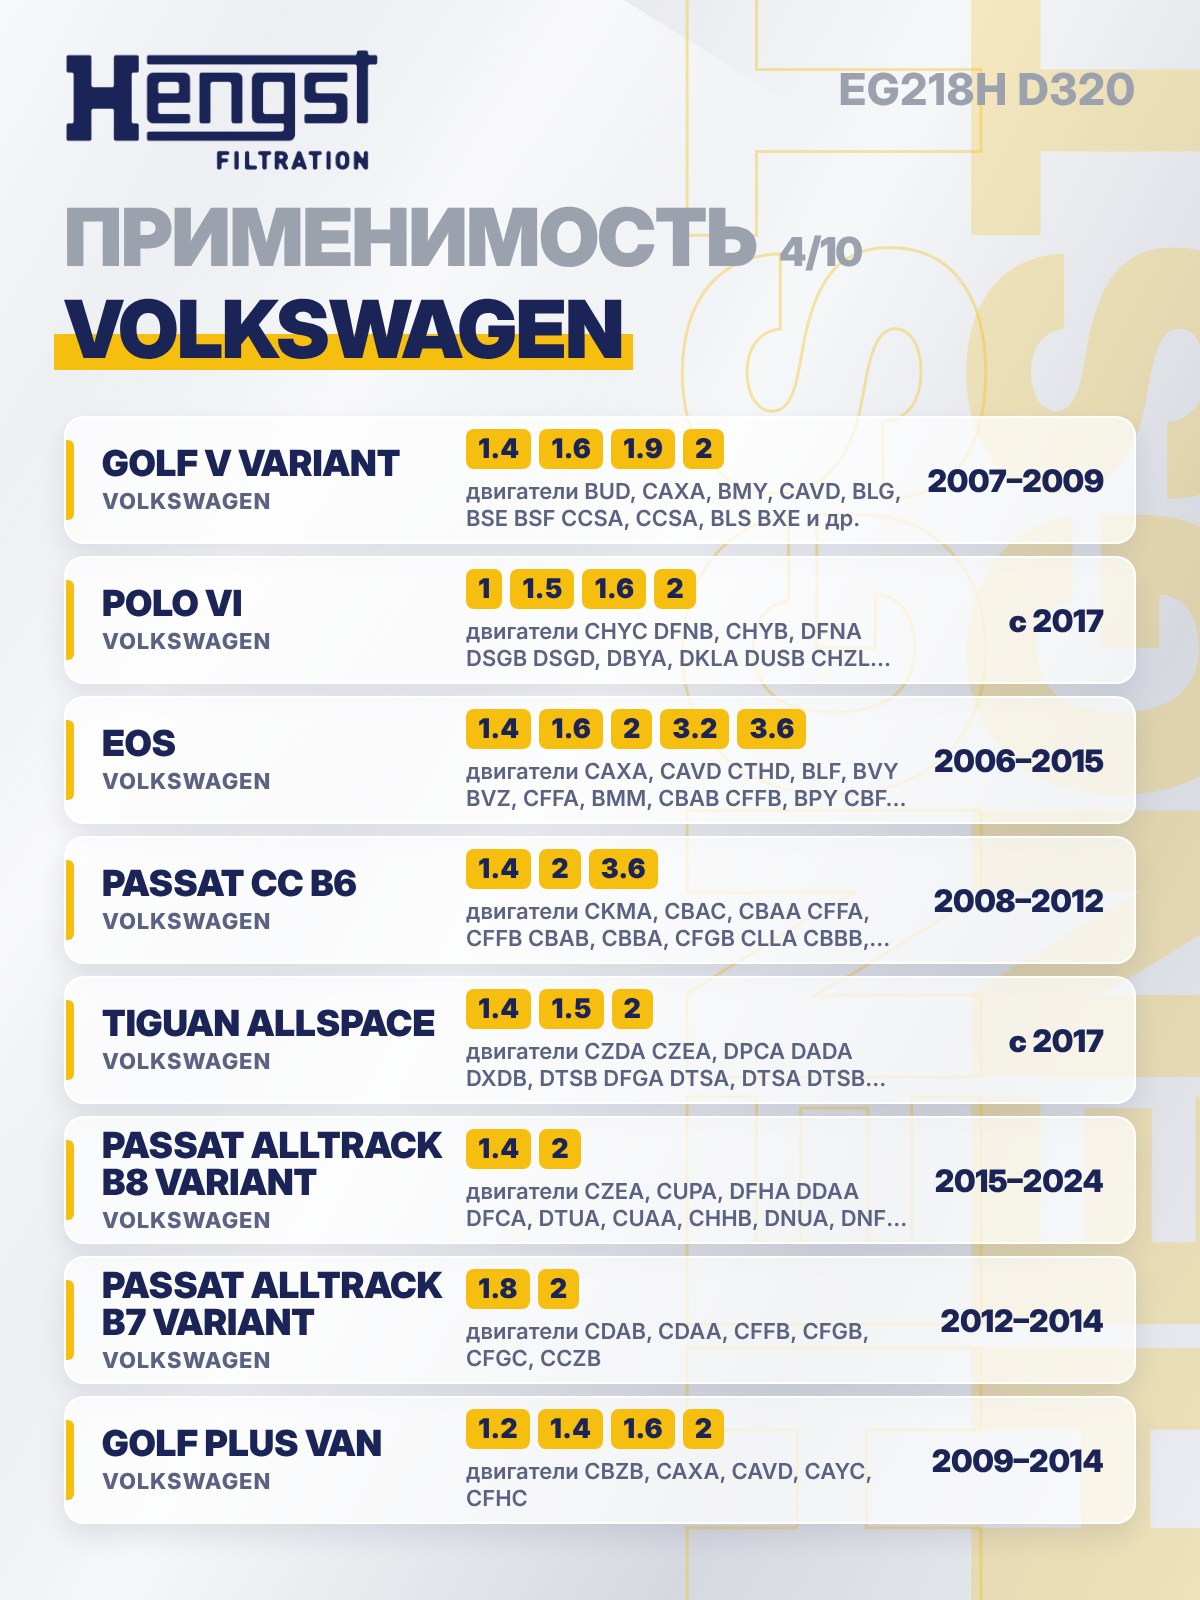 Hengst
FILTRATION
EG218H D320
ПРИМЕНИМОСТЬ 4/10
VOLKSWAGEN
GOLF V VARIANT
VOLKSWAGEN
1.4 1.6 1.9 2
двигатели BUD, CAXA, BMY, CAVD, BLG,
BSE BSF CCSA, CCSA, BLS BXE и др.
2007–2009
POLO VI
VOLKSWAGEN
1 1.5 1.6 2
двигатели CHYC DFNB, CHYB, DFNA
DSGB DSGD, DBYA, DKLA DUSB CHZL...
с 2017
EOS
VOLKSWAGEN
1.4 1.6 2 3.2 3.6
двигатели CAXA, CAVD CTHD, BLF, BVY
BVZ, CFFA, BMM, CBAB CFFB, BPY CBF...
2006–2015
PASSAT CC B6
VOLKSWAGEN
1.4 2 3.6
двигатели CKMA, CBAC, CBAA CFFA,
CFFB CBAB, CBBA, CFGB CLLA CBBB,...
2008–2012
TIGUAN ALLSPACE
VOLKSWAGEN
1.4 1.5 2
двигатели CZDA CZEA, DPCA DADA
DXDB, DTSB DFGA DTSA, DTSA DTSB...
с 2017
PASSAT ALLTRACK
B8 VARIANT
VOLKSWAGEN
1.4 2
двигатели CZEA, CUPA, DFHA DDAA
DFCA, DTUA, CUAA, CHHB, DNUA, DNF...
2015–2024
PASSAT ALLTRACK
B7 VARIANT
VOLKSWAGEN
1.8 2
двигатели CDAB, CDAA, CFFB, CFGB,
CFGC, CCZB
2012–2014
GOLF PLUS VAN
VOLKSWAGEN
1.2 1.4 1.6 2
двигатели CBZB, CAXA, CAVD, CAYC,
CFHC
2009–2014